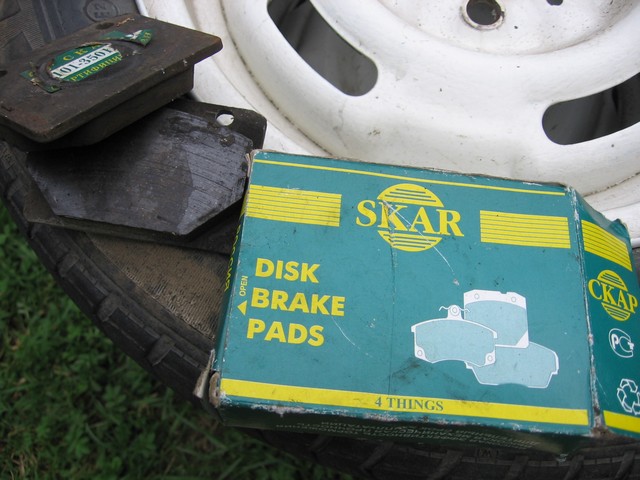 101-3501
SKAR
DISK
BRAKE
PADS
OPEN
4 THINGS
СКАР